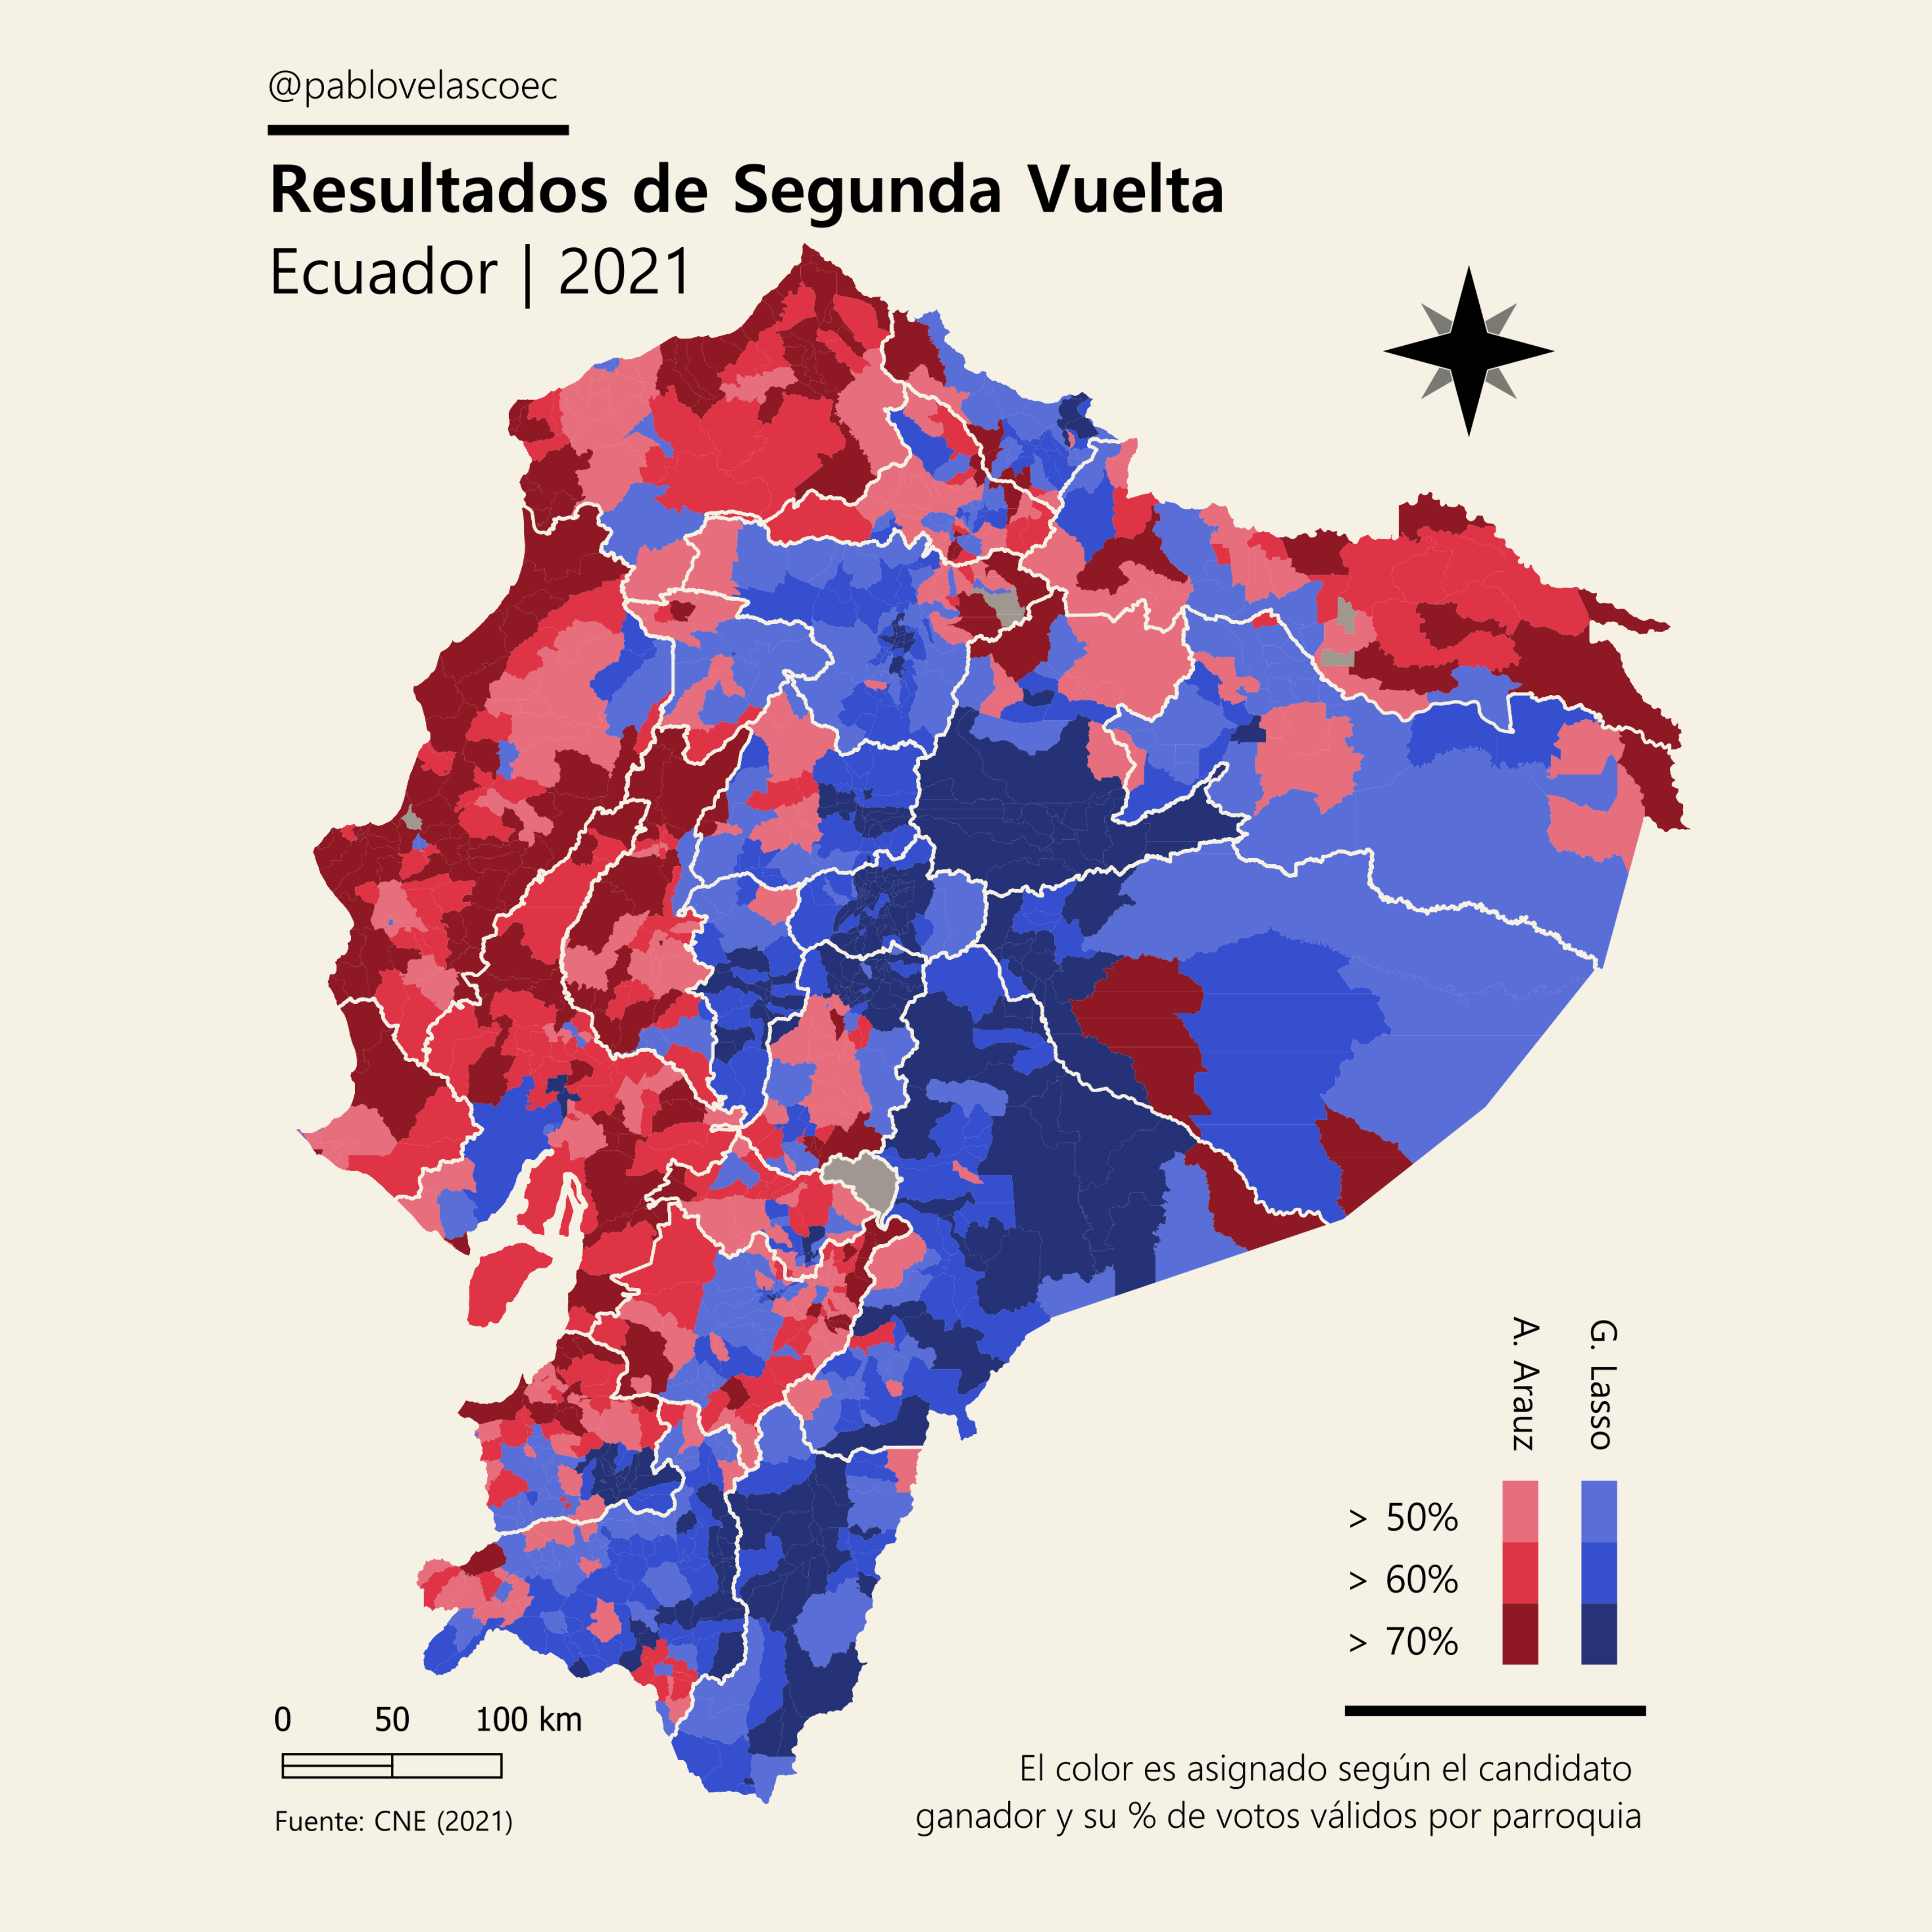 @pablovelascoec
Resultados de Segunda Vuelta
Ecuador | 2021
A. Arauz
G. Lasso
> 50%
> 60%
> 70%
0 50 100 km
Fuente: CNE (2021)
El color es asignado según el candidato
ganador y su % de votos válidos por parroquia